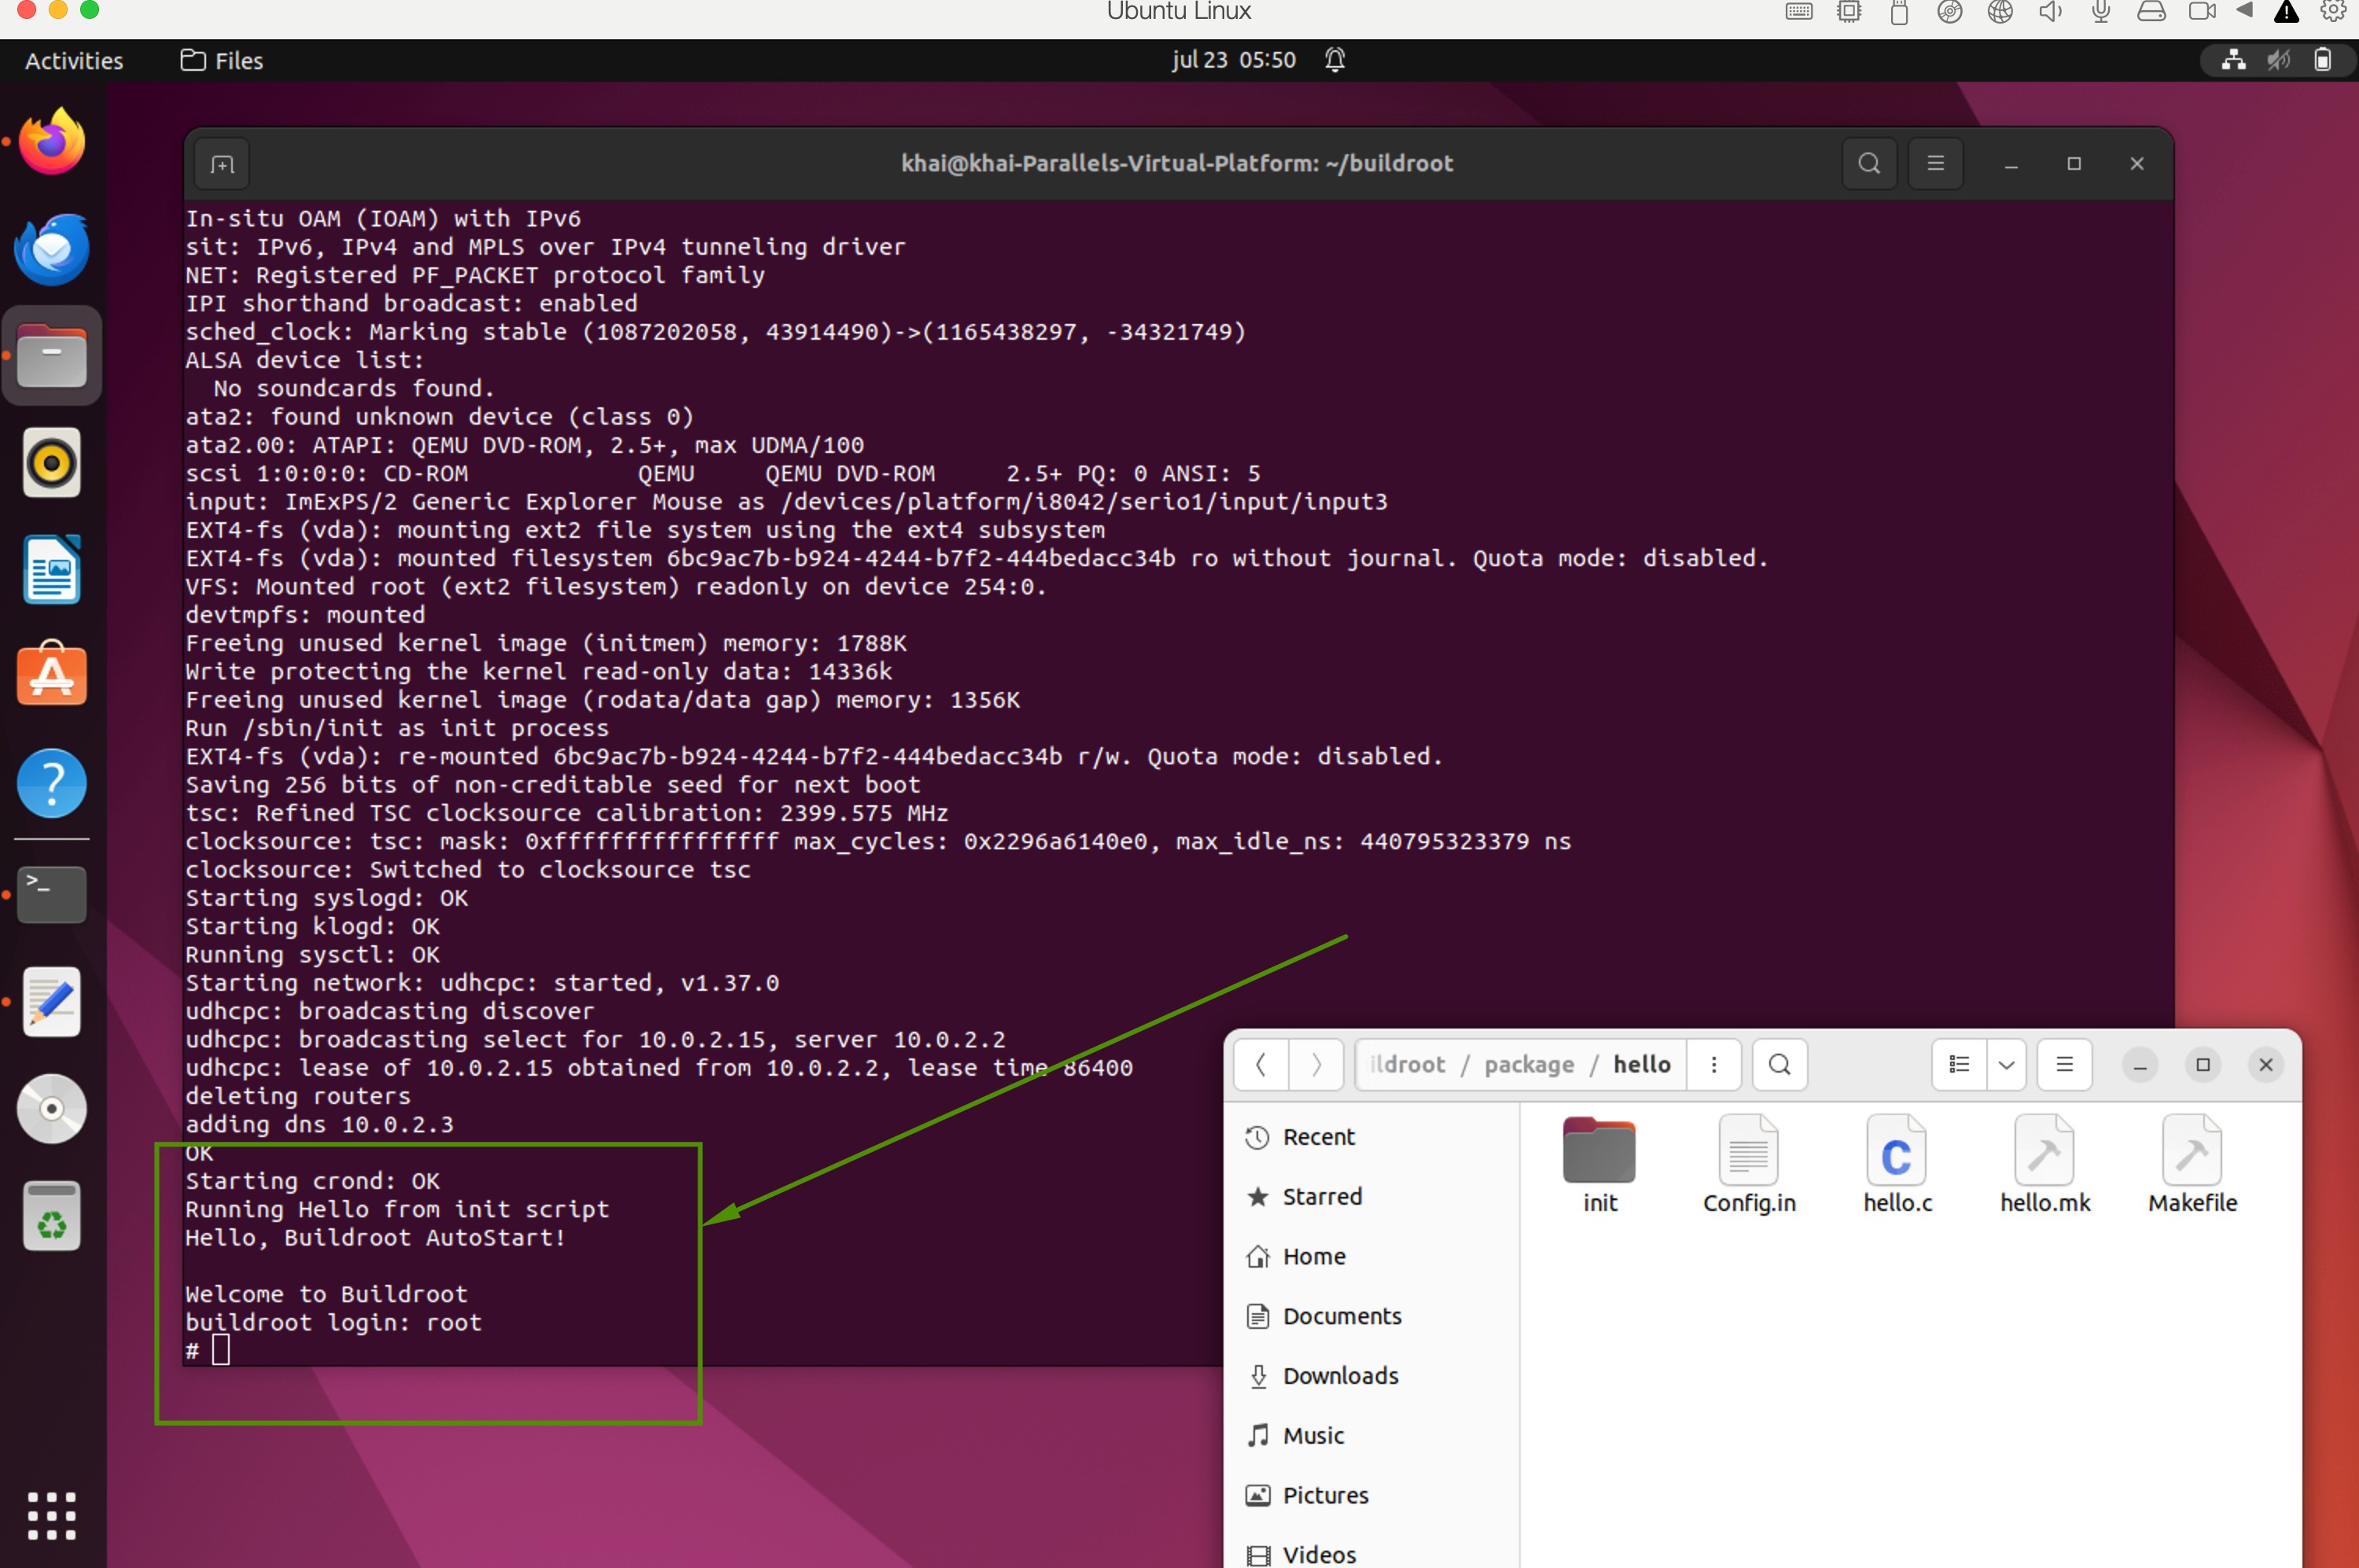 Ubuntu Linux
Activities
Files
jul 23 05:50
khai@khai-Parallels-Virtual-Platform: ~/buildroot
In-situ OAM (IOAM) with IPv6
sit: IPv6, IPv4 and MPLS over IPv4 tunneling driver
NET: Registered PF_PACKET protocol family
IPI shorthand broadcast: enabled
sched_clock: Marking stable (1087202058, 43914490)->(1165438297, -34321749)
ALSA device list:
  No soundcards found.
ata2: found unknown device (class 0)
ata2.00: ATAPI: QEMU DVD-ROM, 2.5+, max UDMA/100
scsi 1:0:0:0: CD-ROM            QEMU     QEMU DVD-ROM     2.5+ PQ: 0 ANSI: 5
input: ImExPS/2 Generic Explorer Mouse as /devices/platform/i8042/serio1/input/input3
EXT4-fs (vda): mounting ext2 file system using the ext4 subsystem
EXT4-fs (vda): mounted filesystem 6bc9ac7b-b924-4244-b7f2-444bedacc34b ro without journal. Quota mode: disabled.
VFS: Mounted root (ext2 filesystem) readonly on device 254:0.
devtmpfs: mounted
Freeing unused kernel image (initmem) memory: 1788K
Write protecting the kernel read-only data: 14336k
Freeing unused kernel image (rodata/data gap) memory: 1356K
Run /sbin/init as init process
EXT4-fs (vda): re-mounted 6bc9ac7b-b924-4244-b7f2-444bedacc34b r/w. Quota mode: disabled.
Saving 256 bits of non-creditable seed for next boot
tsc: Refined TSC clocksource calibration: 2399.575 MHz
clocksource: tsc: mask: 0xffffffffffffffff max_cycles: 0x2296a6140e0, max_idle_ns: 440795323379 ns
clocksource: Switched to clocksource tsc
Starting syslogd: OK
Starting klogd: OK
Running sysctl: OK
Starting network: udhcpc: started, v1.37.0
udhcpc: broadcasting discover
udhcpc: broadcasting select for 10.0.2.15, server 10.0.2.2
udhcpc: lease of 10.0.2.15 obtained from 10.0.2.2, lease time 86400
deleting routers
adding dns 10.0.2.3
OK
Starting crond: OK
Running Hello from init script
Hello, Buildroot AutoStart!
Welcome to Buildroot
buildroot login: root
#
ildroot / package / hello
Recent
Starred
Home
Documents
Downloads
Music
Pictures
Videos
init
Config.in
hello.c
hello.mk
Makefile